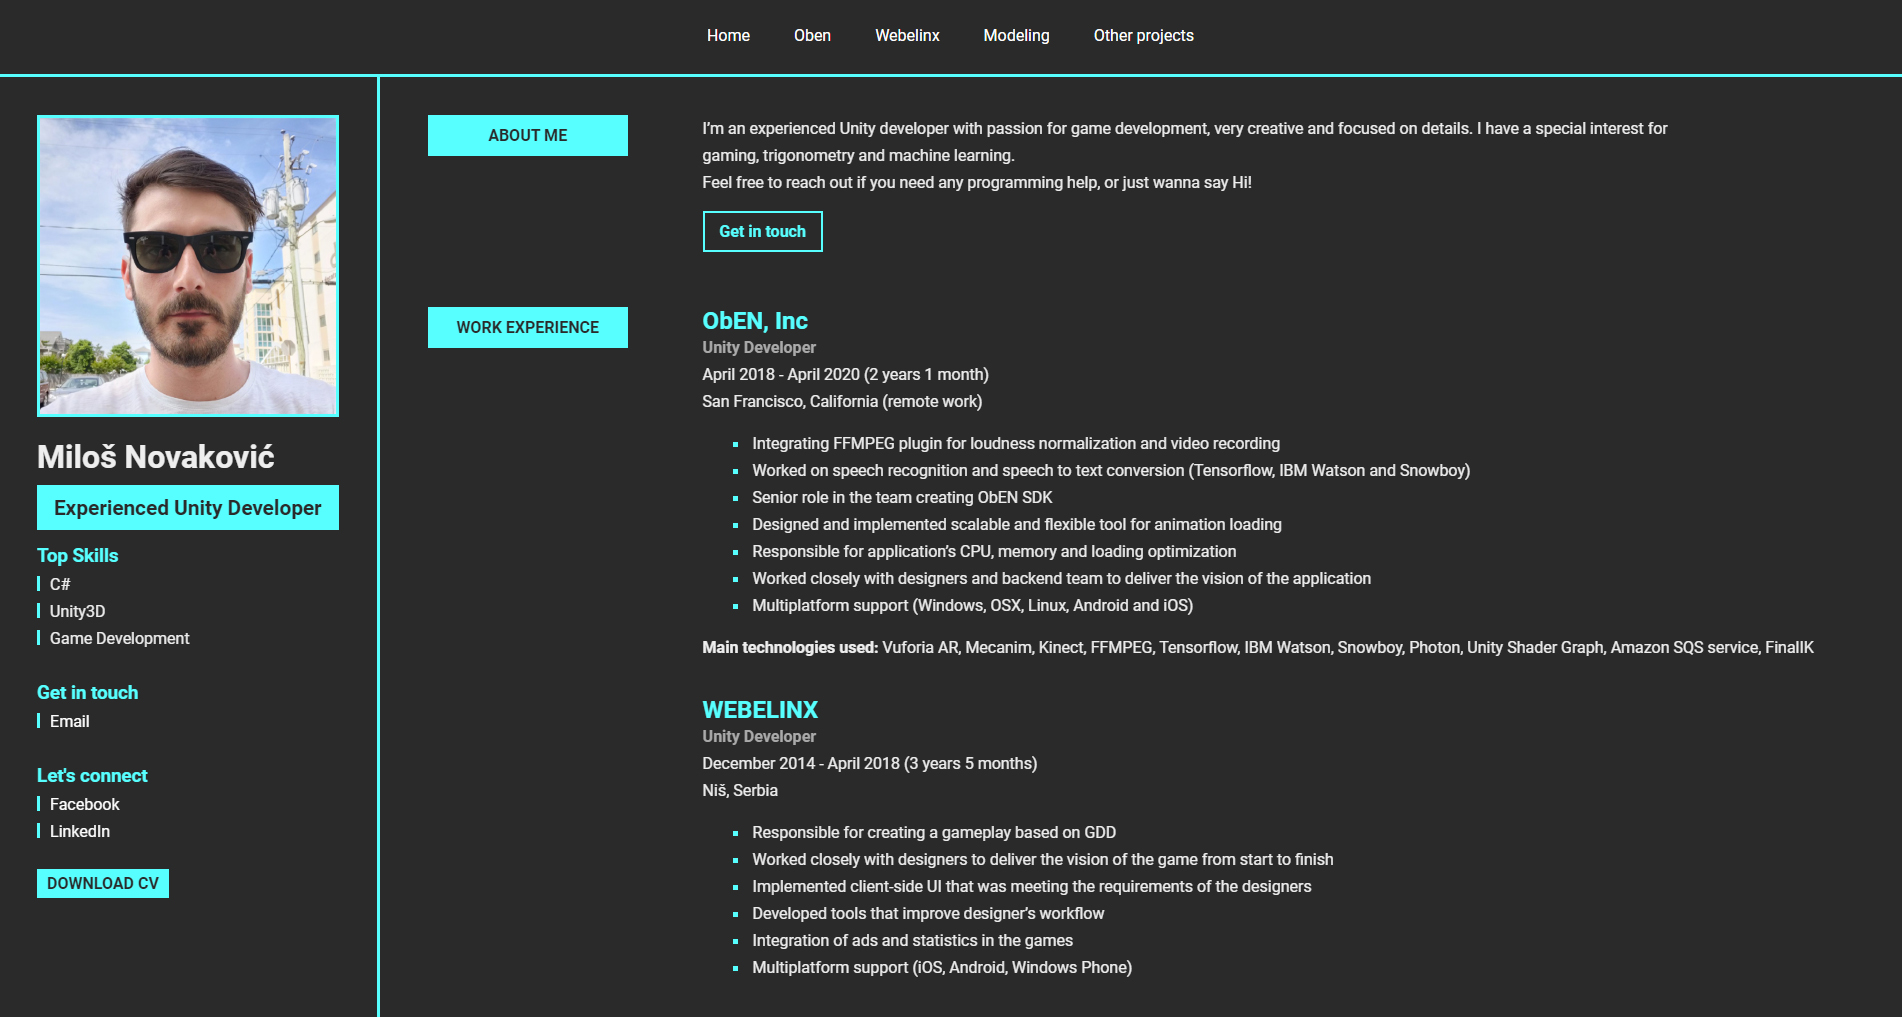 Home Oben Webelinx Modeling Other projects
Miloš Novaković
Experienced Unity Developer
Top Skills
C#
Unity3D
Game Development
Get in touch
Email
Let's connect
Facebook
LinkedIn
DOWNLOAD CV
ABOUT ME
I’m an experienced Unity developer with passion for game development, very creative and focused on details. I have a special interest for
gaming, trigonometry and machine learning.
Feel free to reach out if you need any programming help, or just wanna say Hi!
Get in touch
WORK EXPERIENCE
ObEN, Inc
Unity Developer
April 2018 - April 2020 (2 years 1 month)
San Francisco, California (remote work)
Integrating FFMPEG plugin for loudness normalization and video recording
Worked on speech recognition and speech to text conversion (Tensorflow, IBM Watson and Snowboy)
Senior role in the team creating ObEN SDK
Designed and implemented scalable and flexible tool for animation loading
Responsible for application’s CPU, memory and loading optimization
Worked closely with designers and backend team to deliver the vision of the application
Multiplatform support (Windows, OSX, Linux, Android and iOS)
Main technologies used: Vuforia AR, Mecanim, Kinect, FFMPEG, Tensorflow, IBM Watson, Snowboy, Photon, Unity Shader Graph, Amazon SQS service, FinalIK
WEBELINX
Unity Developer
December 2014 - April 2018 (3 years 5 months)
Niš, Serbia
Responsible for creating a gameplay based on GDD
Worked closely with designers to deliver the vision of the game from start to finish
Implemented client-side UI that was meeting the requirements of the designers
Developed tools that improve designer’s workflow
Integration of ads and statistics in the games
Multiplatform support (iOS, Android, Windows Phone)